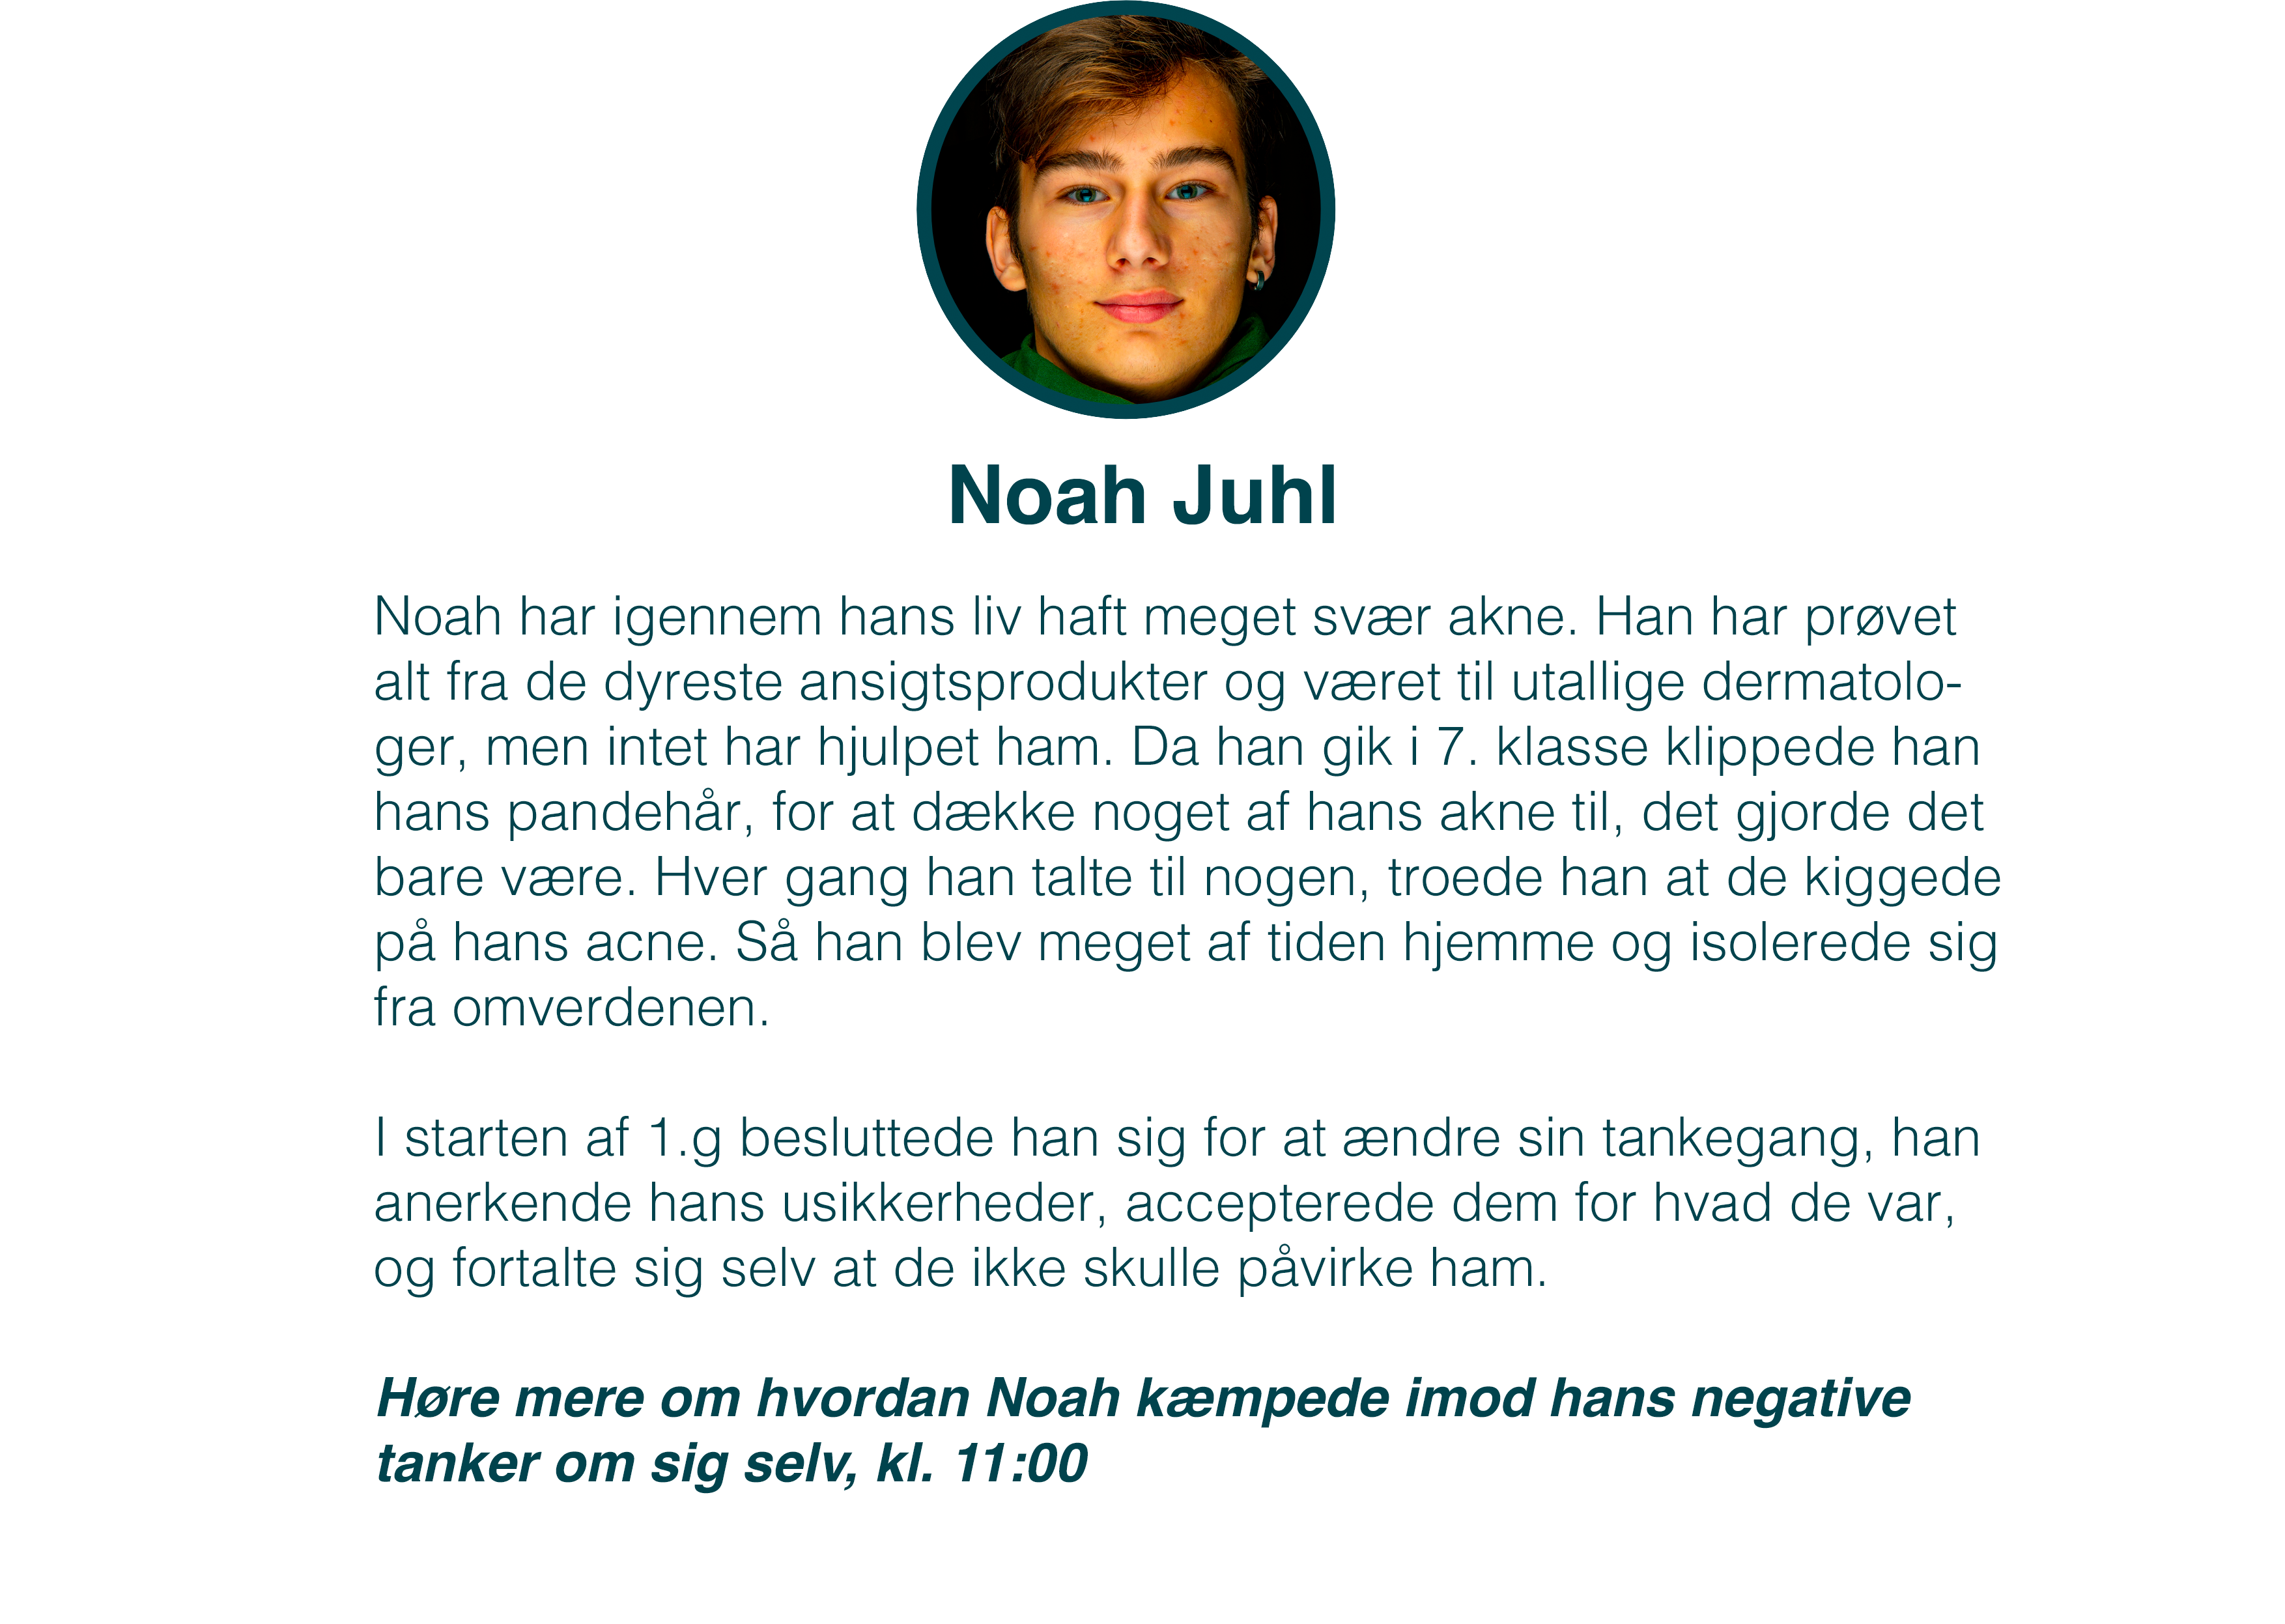 Noah Juhl
Noah har igennem hans liv haft meget svær akne. Han har prøvet
alt fra de dyreste ansigtsprodukter og været til utallige dermatolo-
ger, men intet har hjulpet ham. Da han gik i 7. klasse klippede han
hans pandehår, for at dække noget af hans akne til, det gjorde det
bare være. Hver gang han talte til nogen, troede han at de kiggede
på hans acne. Så han blev meget af tiden hjemme og isolerede sig
fra omverdenen.
I starten af 1.g besluttede han sig for at ændre sin tankegang, han
anerkende hans usikkerheder, accepterede dem for hvad de var,
og fortalte sig selv at de ikke skulle påvirke ham.
Høre mere om hvordan Noah kæmpede imod hans negative
tanker om sig selv, kl. 11:00